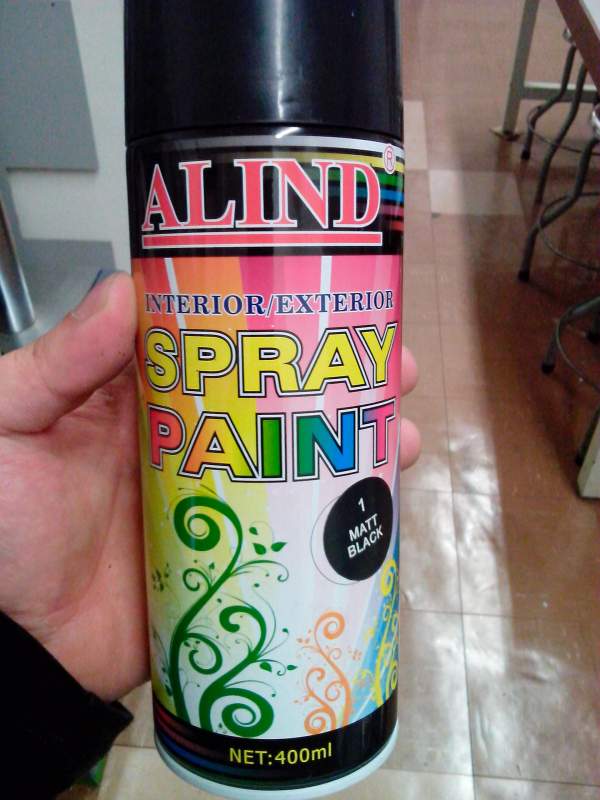 ALIND®
INTERIOR/EXTERIOR
SPRAY
PAINT
1
MATT
BLACK
NET:400ml